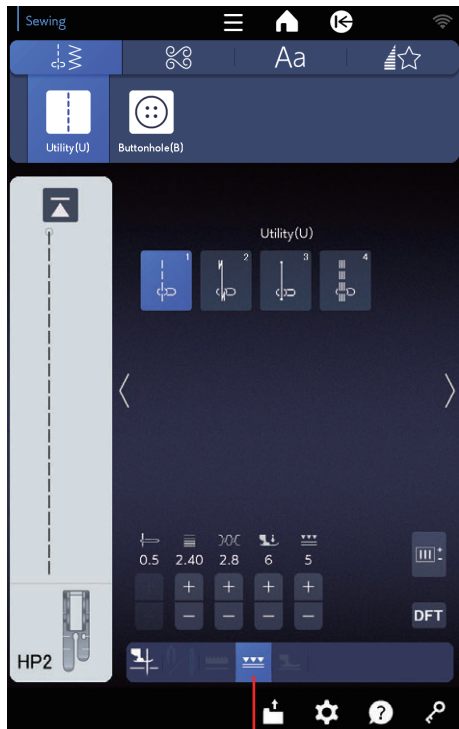 Sewing
Aa
Utility(U) Buttonhole(B)
Utility(U)
1 2 3 4
0.5 2.40 2.8 6 5
+ + + +
− − − −
DFT
HP2
?